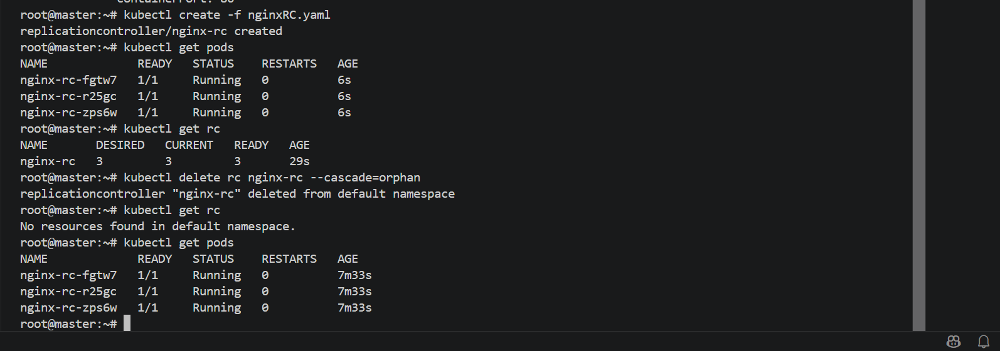 containerPort: 80
root@master:~# kubectl create -f nginxRC.yaml
replicationcontroller/nginx-rc created
root@master:~# kubectl get pods
NAME             READY   STATUS    RESTARTS   AGE
nginx-rc-fgtw7   1/1     Running   0          6s
nginx-rc-r25gc   1/1     Running   0          6s
nginx-rc-zps6w   1/1     Running   0          6s
root@master:~# kubectl get rc
NAME       DESIRED   CURRENT   READY   AGE
nginx-rc   3         3         3       29s
root@master:~# kubectl delete rc nginx-rc --cascade=orphan
replicationcontroller "nginx-rc" deleted from default namespace
root@master:~# kubectl get rc
No resources found in default namespace.
root@master:~# kubectl get pods
NAME             READY   STATUS    RESTARTS   AGE
nginx-rc-fgtw7   1/1     Running   0          7m33s
nginx-rc-r25gc   1/1     Running   0          7m33s
nginx-rc-zps6w   1/1     Running   0          7m33s
root@master:~#